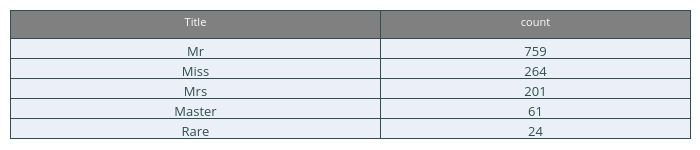 Title count
Mr 759
Miss 264
Mrs 201
Master 61
Rare 24